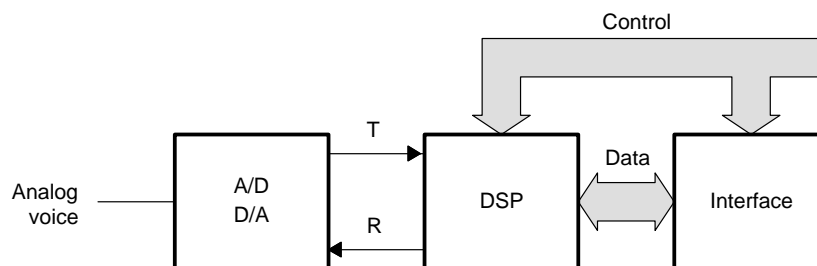 Control
T
Data
Analog
voice
A/D
D/A
DSP
Interface
R